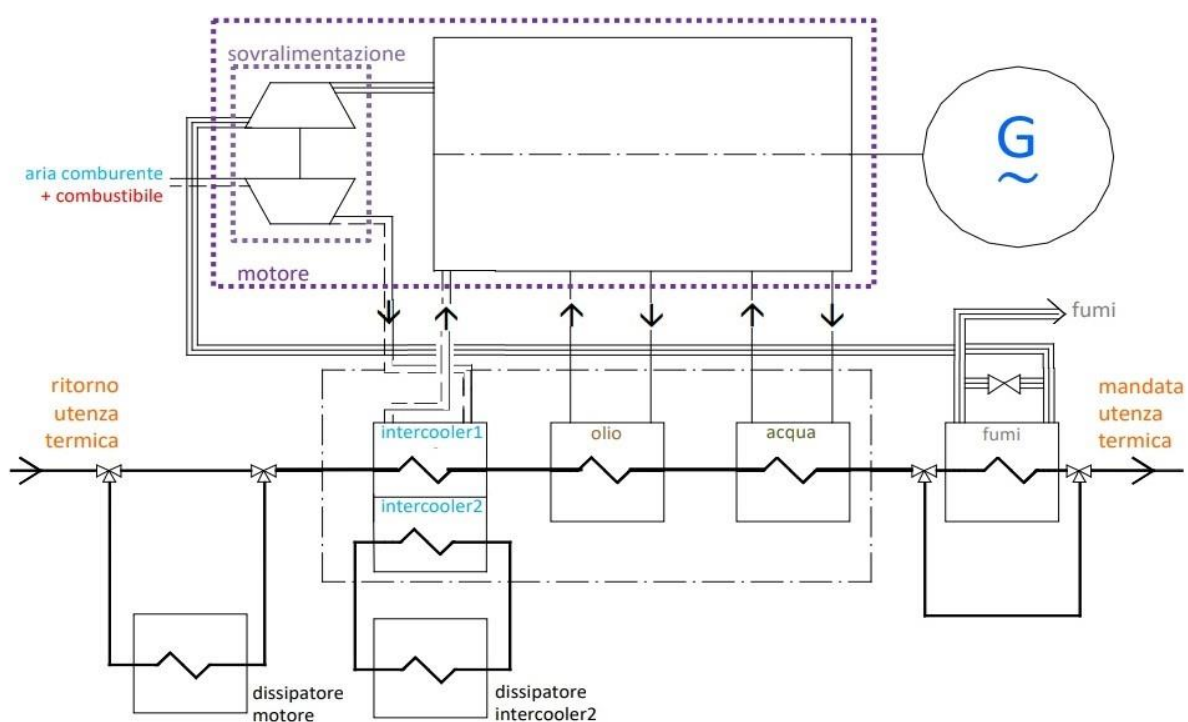 sovralimentazione
G
~
aria comburente
+ combustibile
motore
fumi
ritorno
utenza
termica
mandata
utenza
termica
intercooler1
olio
acqua
fumi
intercooler2
dissipatore
motore
dissipatore
intercooler2